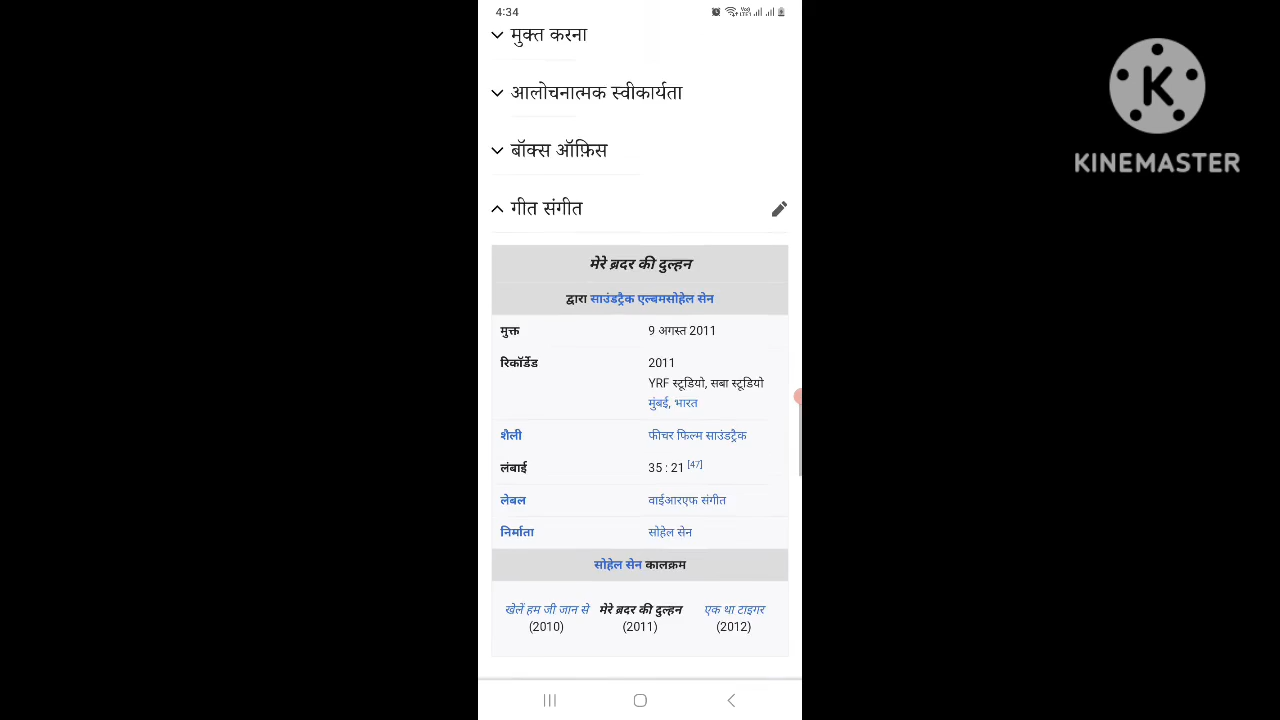 4:34
मुक्त करना
आलोचनात्मक स्वीकार्यता
बॉक्स ऑफ़िस
गीत संगीत
K
KINEMASTER
मेरे ब्रदर की दुल्हन
द्वारा साउंडट्रैक एल्बमसोहेल सेन
मुक्त 9 अगस्त 2011
रिकॉर्डेड 2011
YRF स्टूडियो, सबा स्टूडियो
मुंबई, भारत
शैली फीचर फिल्म साउंडट्रैक
लंबाई 35 : 21 [47]
लेबल वाईआरएफ संगीत
निर्माता सोहेल सेन
सोहेल सेन कालक्रम
खेलें हम जी जान से मेरे ब्रदर की दुल्हन एक था टाइगर
(2010) (2011) (2012)